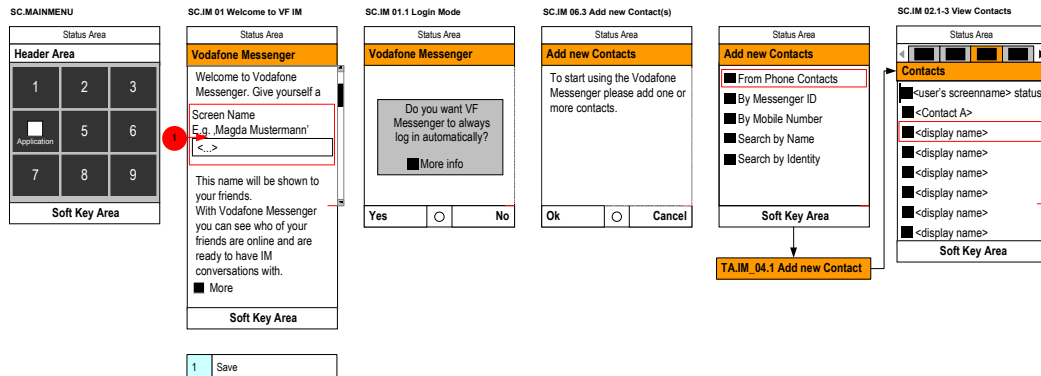 SC.MAINMENU
Status Area
Header Area
1 2 3
Application 5 6
7 8 9
Soft Key Area
SC.IM 01 Welcome to VF IM
Status Area
Vodafone Messenger
Welcome to Vodafone
Messenger. Give yourself a
Screen Name
E.g. ‚Magda Mustermann'
1
<...>
This name will be shown to
your friends.
With Vodafone Messenger
you can see who of your
friends are online and are
ready to have IM
conversations with.
More
Soft Key Area
1 Save
SC.IM 01.1 Login Mode
Status Area
Vodafone Messenger
Do you want VF
Messenger to always
log in automatically?
More info
Yes No
SC.IM 06.3 Add new Contact(s)
Status Area
Add new Contacts
To start using the Vodafone
Messenger please add one or
more contacts.
Ok Cancel
Status Area
Add new Contacts
From Phone Contacts
By Messenger ID
By Mobile Number
Search by Name
Search by Identity
Soft Key Area
TA.IM_04.1 Add new Contact
SC.IM 02.1-3 View Contacts
Status Area
Contacts
<user's screenname> status
<Contact A>
<display name>
<display name>
<display name>
<display name>
<display name>
<display name>
Soft Key Area